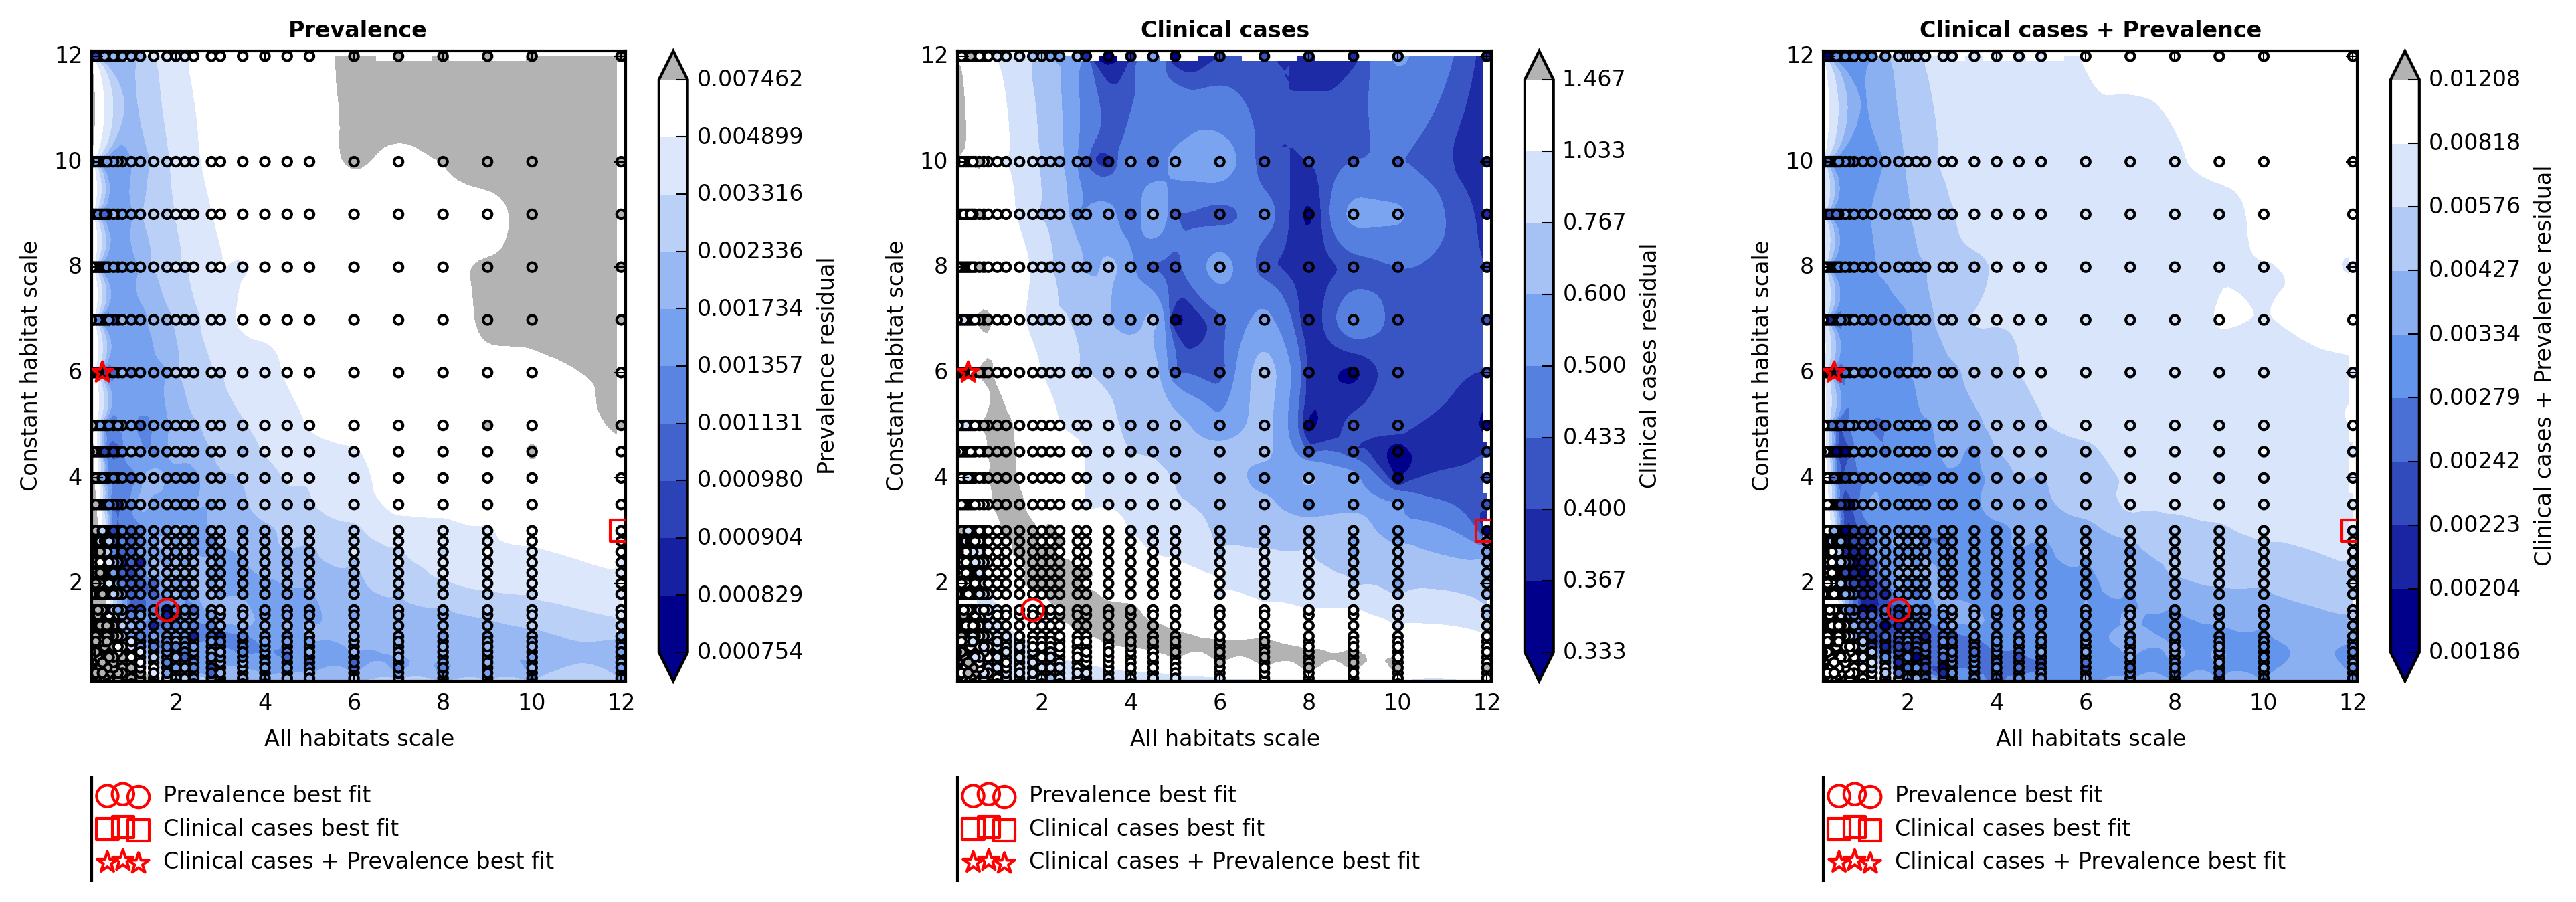 Prevalence
12
10
8
6
4
2
2 4 6 8 10 12
Constant habitat scale
All habitats scale
0.007462
0.004899
0.003316
0.002336
0.001734
0.001357
0.001131
0.000980
0.000904
0.000829
0.000754
Prevalence residual
Prevalence best fit
Clinical cases best fit
Clinical cases + Prevalence best fit
Clinical cases
12
10
8
6
4
2
2 4 6 8 10 12
Constant habitat scale
All habitats scale
1.467
1.033
0.767
0.600
0.500
0.433
0.400
0.367
0.333
Clinical cases residual
Prevalence best fit
Clinical cases best fit
Clinical cases + Prevalence best fit
Clinical cases + Prevalence
12
10
8
6
4
2
2 4 6 8 10 12
Constant habitat scale
All habitats scale
0.01208
0.00818
0.00576
0.00427
0.00334
0.00279
0.00242
0.00223
0.00204
0.00186
Clinical cases + Prevalence residual
Prevalence best fit
Clinical cases best fit
Clinical cases + Prevalence best fit